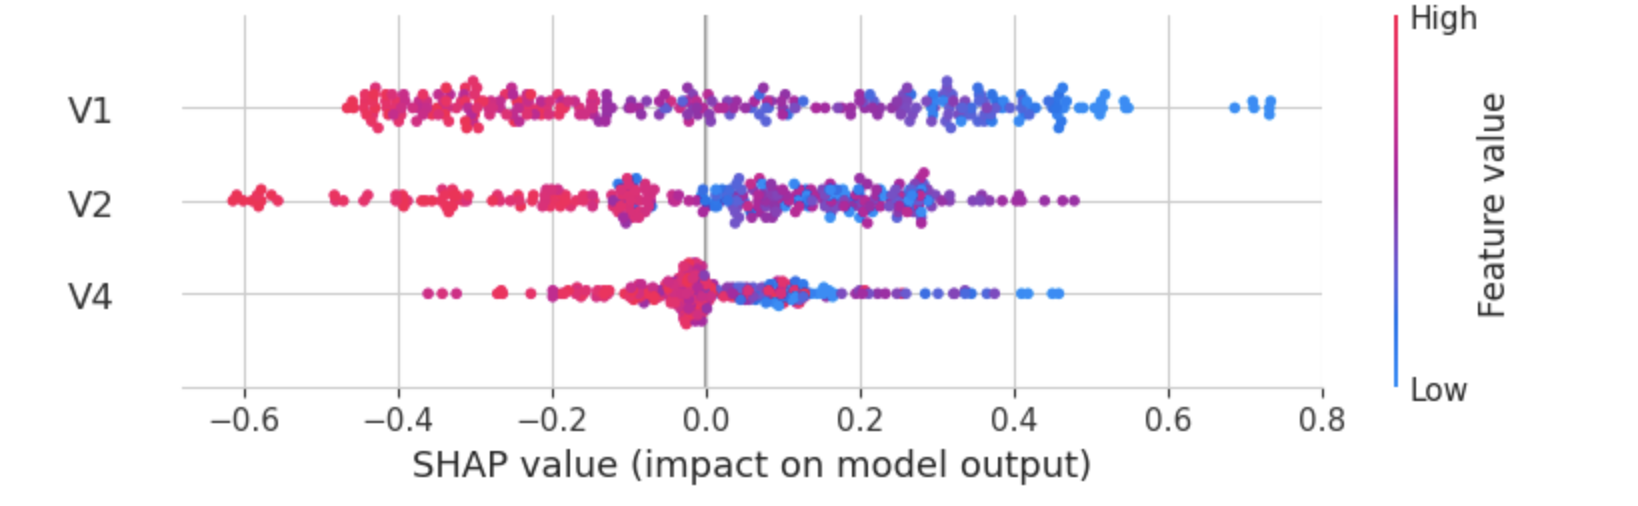 High
V1
V2
V4
Feature value
Low
−0.6 −0.4 −0.2 0.0 0.2 0.4 0.6 0.8
SHAP value (impact on model output)